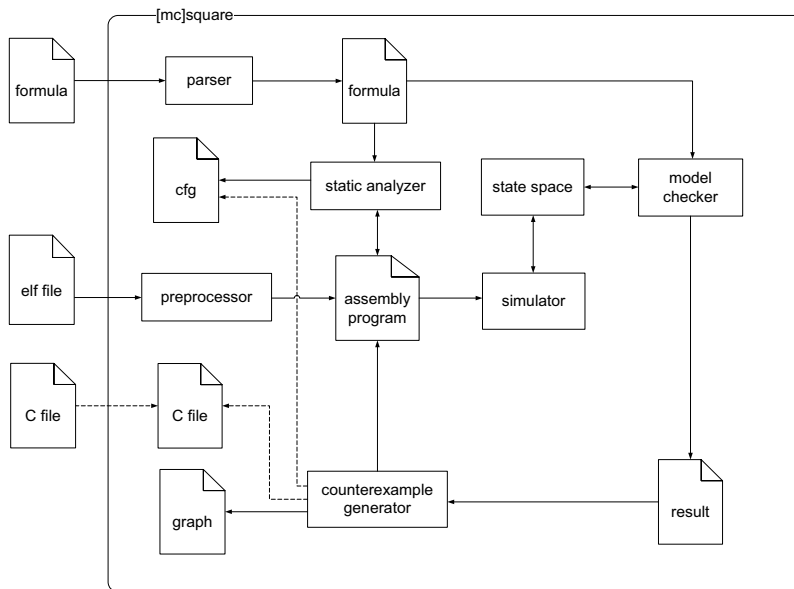 [mc]square
formula
parser
formula
cfg
static analyzer
state space
model
checker
elf file
preprocessor
assembly
program
simulator
C file
C file
graph
counterexample
generator
result